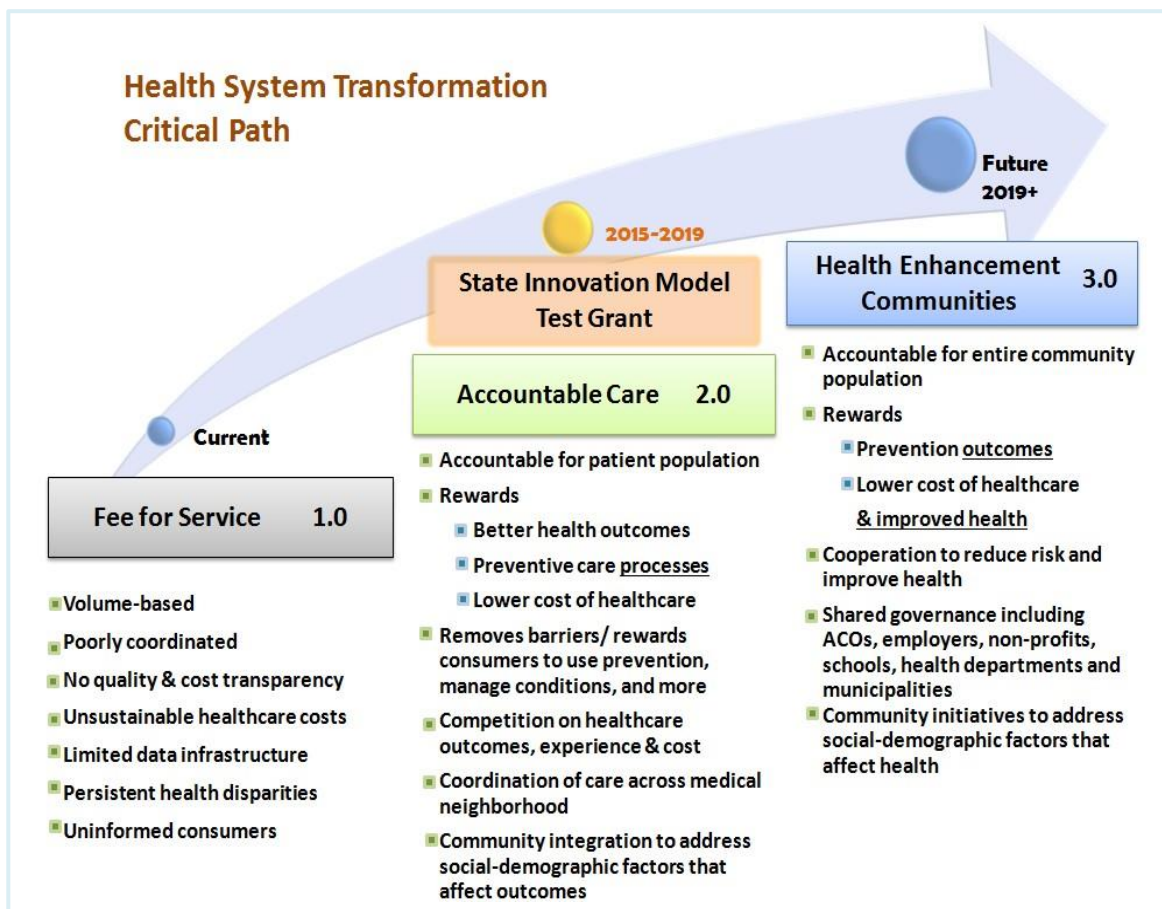 Health System Transformation
Critical Path
Current
Fee for Service 1.0
Volume-based
Poorly coordinated
No quality & cost transparency
Unsustainable healthcare costs
Limited data infrastructure
Persistent health disparities
Uninformed consumers
2015-2019
State Innovation Model
Test Grant
Accountable Care 2.0
Accountable for patient population
Rewards
Better health outcomes
Preventive care processes
Lower cost of healthcare
Removes barriers/ rewards
consumers to use prevention,
manage conditions, and more
Competition on healthcare
outcomes, experience & cost
Coordination of care across medical
neighborhood
Community integration to address
social-demographic factors that
affect outcomes
Future
2019+
Health Enhancement 3.0
Communities
Accountable for entire community
population
Rewards
Prevention outcomes
Lower cost of healthcare
& improved health
Cooperation to reduce risk and
improve health
Shared governance including
ACOs, employers, non-profits,
schools, health departments and
municipalities
Community initiatives to address
social-demographic factors that
affect health